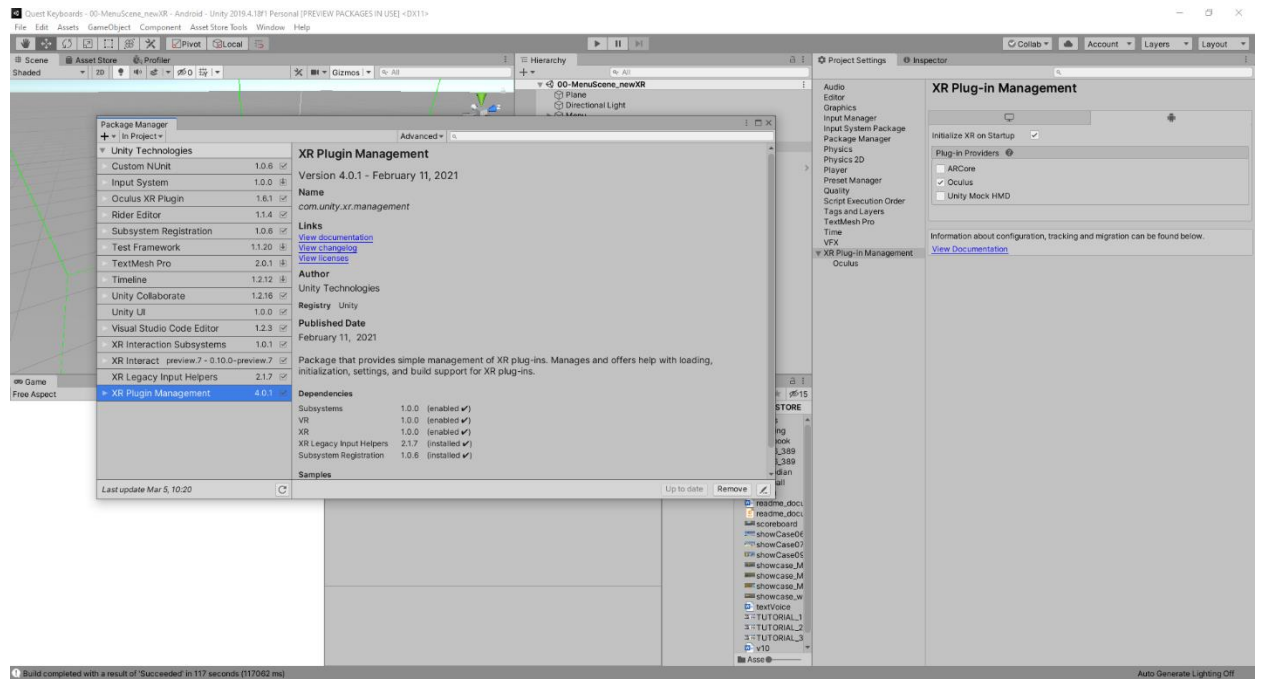 Quest Keyboards - 00-MenuScene_newXR - Android - Unity 2019.4.18f1 Personal [PREVIEW PACKAGES IN USE] <DX11>
File Edit Assets GameObject Component Asset Store Tools Window Help
Pivot Local Collab Account Layers Layout
Scene Asset Store Profiler
Shaded 2D 0 Gizmos All
Hierarchy
All
00-MenuScene_newXR
Plane
Directional Light
Menu
Package Manager
In Project Advanced
Unity Technologies
Custom NUnit 1.0.6
Input System 1.0.0
Oculus XR Plugin 1.6.1
Rider Editor 1.1.4
Subsystem Registration 1.0.6
Test Framework 1.1.20
TextMesh Pro 2.0.1
Timeline 1.2.12
Unity Collaborate 1.2.16
Unity UI 1.0.0
Visual Studio Code Editor 1.2.3
XR Interaction Subsystems 1.0.1
XR Interact preview.7 - 0.10.0-preview.7
XR Legacy Input Helpers 2.1.7
XR Plugin Management 4.0.1
Last update Mar 5, 10:20
XR Plugin Management
Version 4.0.1 - February 11, 2021
Name
com.unity.xr.management
Links
View documentation
View changelog
View licenses
Author
Unity Technologies
Registry Unity
Published Date
February 11, 2021
Package that provides simple management of XR plug-ins. Manages and offers help with loading,
initialization, settings, and build support for XR plug-ins.
Dependencies
Subsystems 1.0.0 (enabled ✔)
VR 1.0.0 (enabled ✔)
XR 1.0.0 (enabled ✔)
XR Legacy Input Helpers 2.1.7 (installed ✔)
Subsystem Registration 1.0.6 (installed ✔)
Samples
Up to date Remove
Game
Free Aspect
15
STORE
readme_docu
readme_docu
scoreboard
showCase06
showCase07
showCase09
showcase_M
showcase_M
showcase_M
showcase_w
textVoice
TUTORIAL_1
TUTORIAL_2
TUTORIAL_3
v10
Asse
Project Settings Inspector
Audio
Editor
Graphics
Input Manager
Input System Package
Package Manager
Physics
Physics 2D
Player
Preset Manager
Quality
Script Execution Order
Tags and Layers
TextMesh Pro
Time
VFX
XR Plug-in Management
Oculus
XR Plug-in Management
Initialize XR on Startup
Plug-in Providers
ARCore
Oculus
Unity Mock HMD
Information about configuration, tracking and migration can be found below.
View Documentation
Build completed with a result of 'Succeeded' in 117 seconds (117062 ms)
Auto Generate Lighting Off